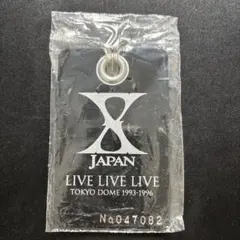 X
JAPAN
LIVE LIVE LIVE
TOKYO DOME 1993-1996
No047082